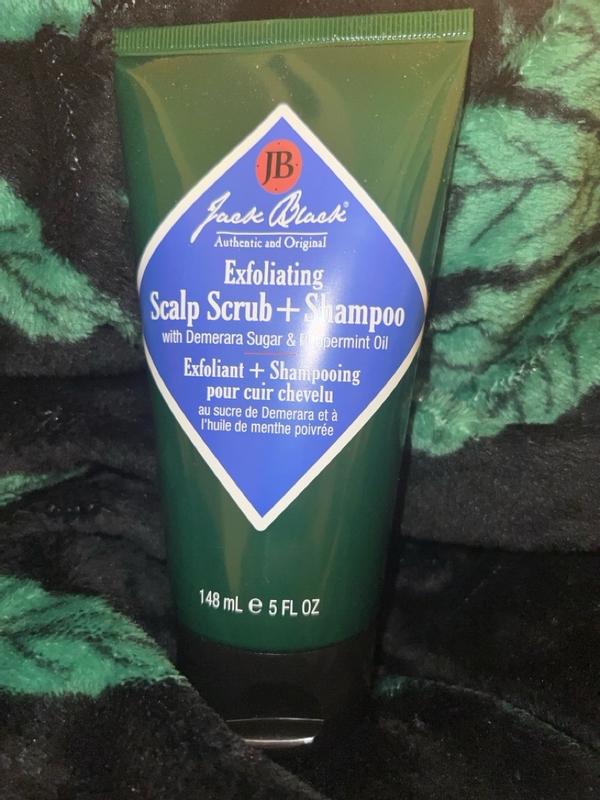 JB
Jack Black®
Authentic and Original
Exfoliating
Scalp Scrub + Shampoo
with Demerara Sugar & Peppermint Oil
Exfoliant + Shampooing
pour cuir chevelu
au sucre de Demerara et à
l'huile de menthe poivrée
148 mL ℮ 5 FL OZ